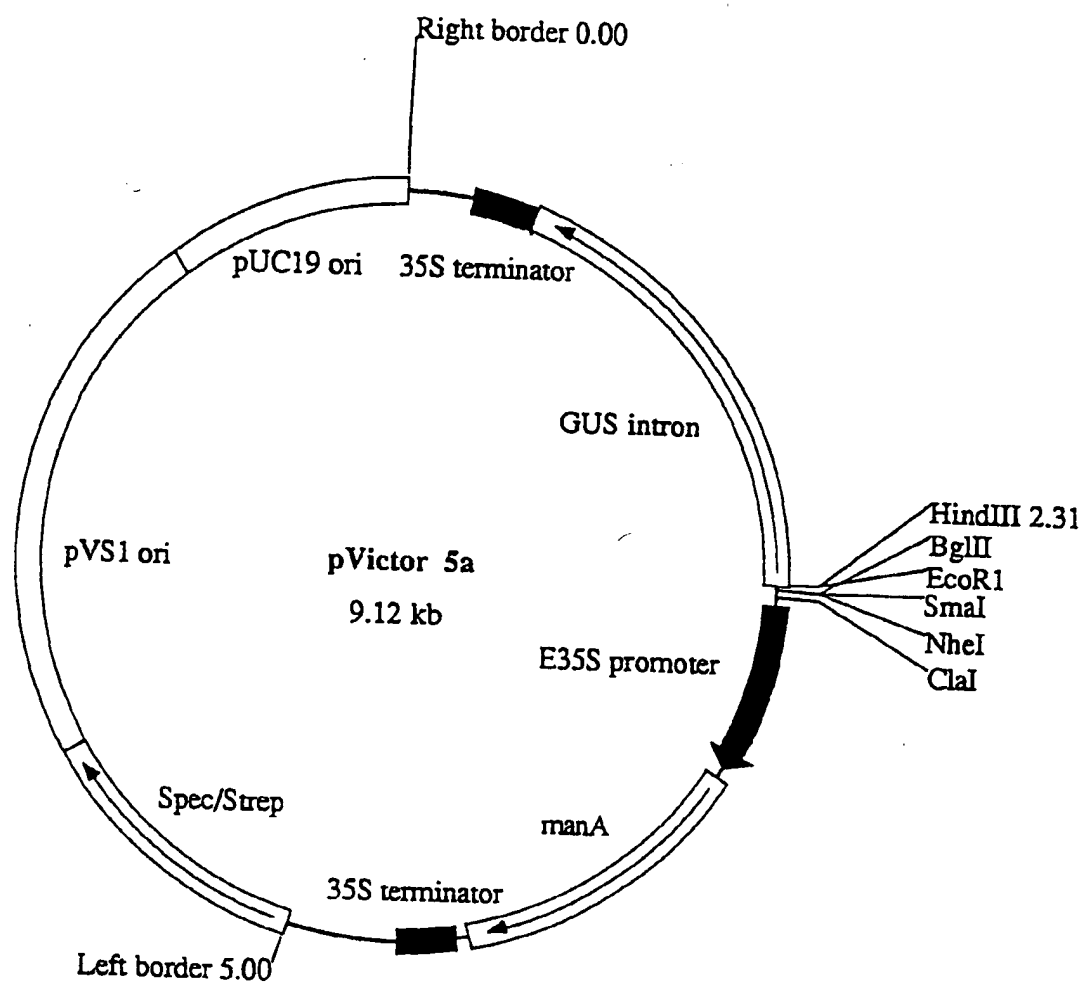 Right border 0.00
pUC19 ori
35S terminator
GUS intron
HindIII 2.31
BglII
EcoR1
SmaI
NheI
ClaI
pVS1 ori
pVictor 5a
9.12 kb
E35S promoter
Spec/Strep
manA
35S terminator
Left border 5.00